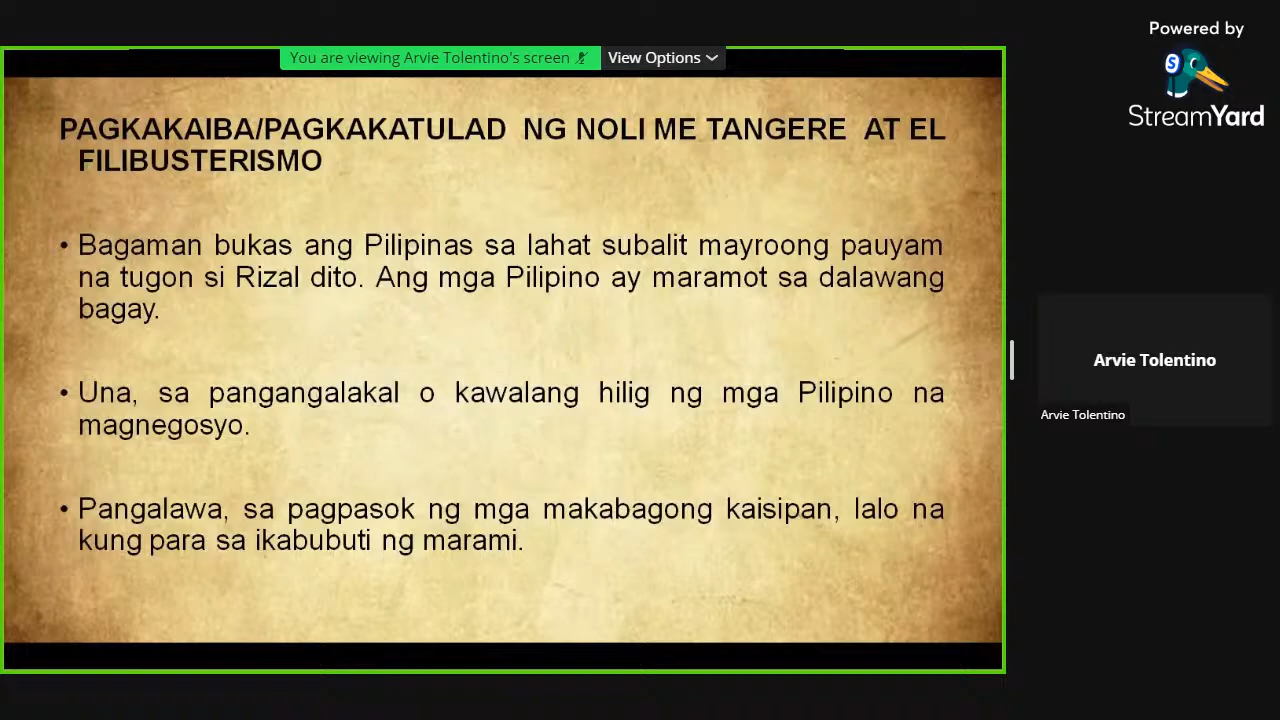 Powered by
StreamYard
You are viewing Arvie Tolentino's screen
View Options
PAGKAKAIBA/PAGKAKATULAD NG NOLI ME TANGERE AT EL
FILIBUSTERISMO
• Bagaman bukas ang Pilipinas sa lahat subalit mayroong pauyam
na tugon si Rizal dito. Ang mga Pilipino ay maramot sa dalawang
bagay.
• Una, sa pangangalakal o kawalang hilig ng mga Pilipino na
magnegosyo.
• Pangalawa, sa pagpasok ng mga makabagong kaisipan, lalo na
kung para sa ikabubuti ng marami.
Arvie Tolentino
Arvie Tolentino